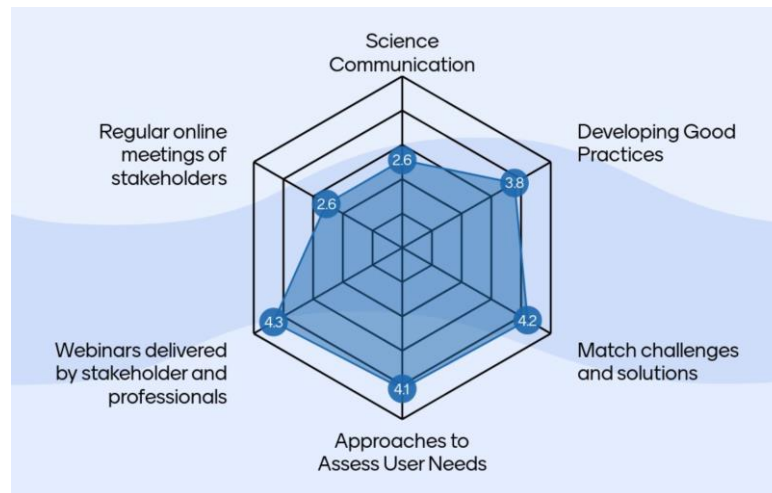 Science
Communication
Regular online
meetings of
stakeholders
Developing Good
Practices
2.6
3.8
2.6
4.3
4.2
Webinars delivered
by stakeholder and
professionals
Match challenges
and solutions
4.1
Approaches to
Assess User Needs